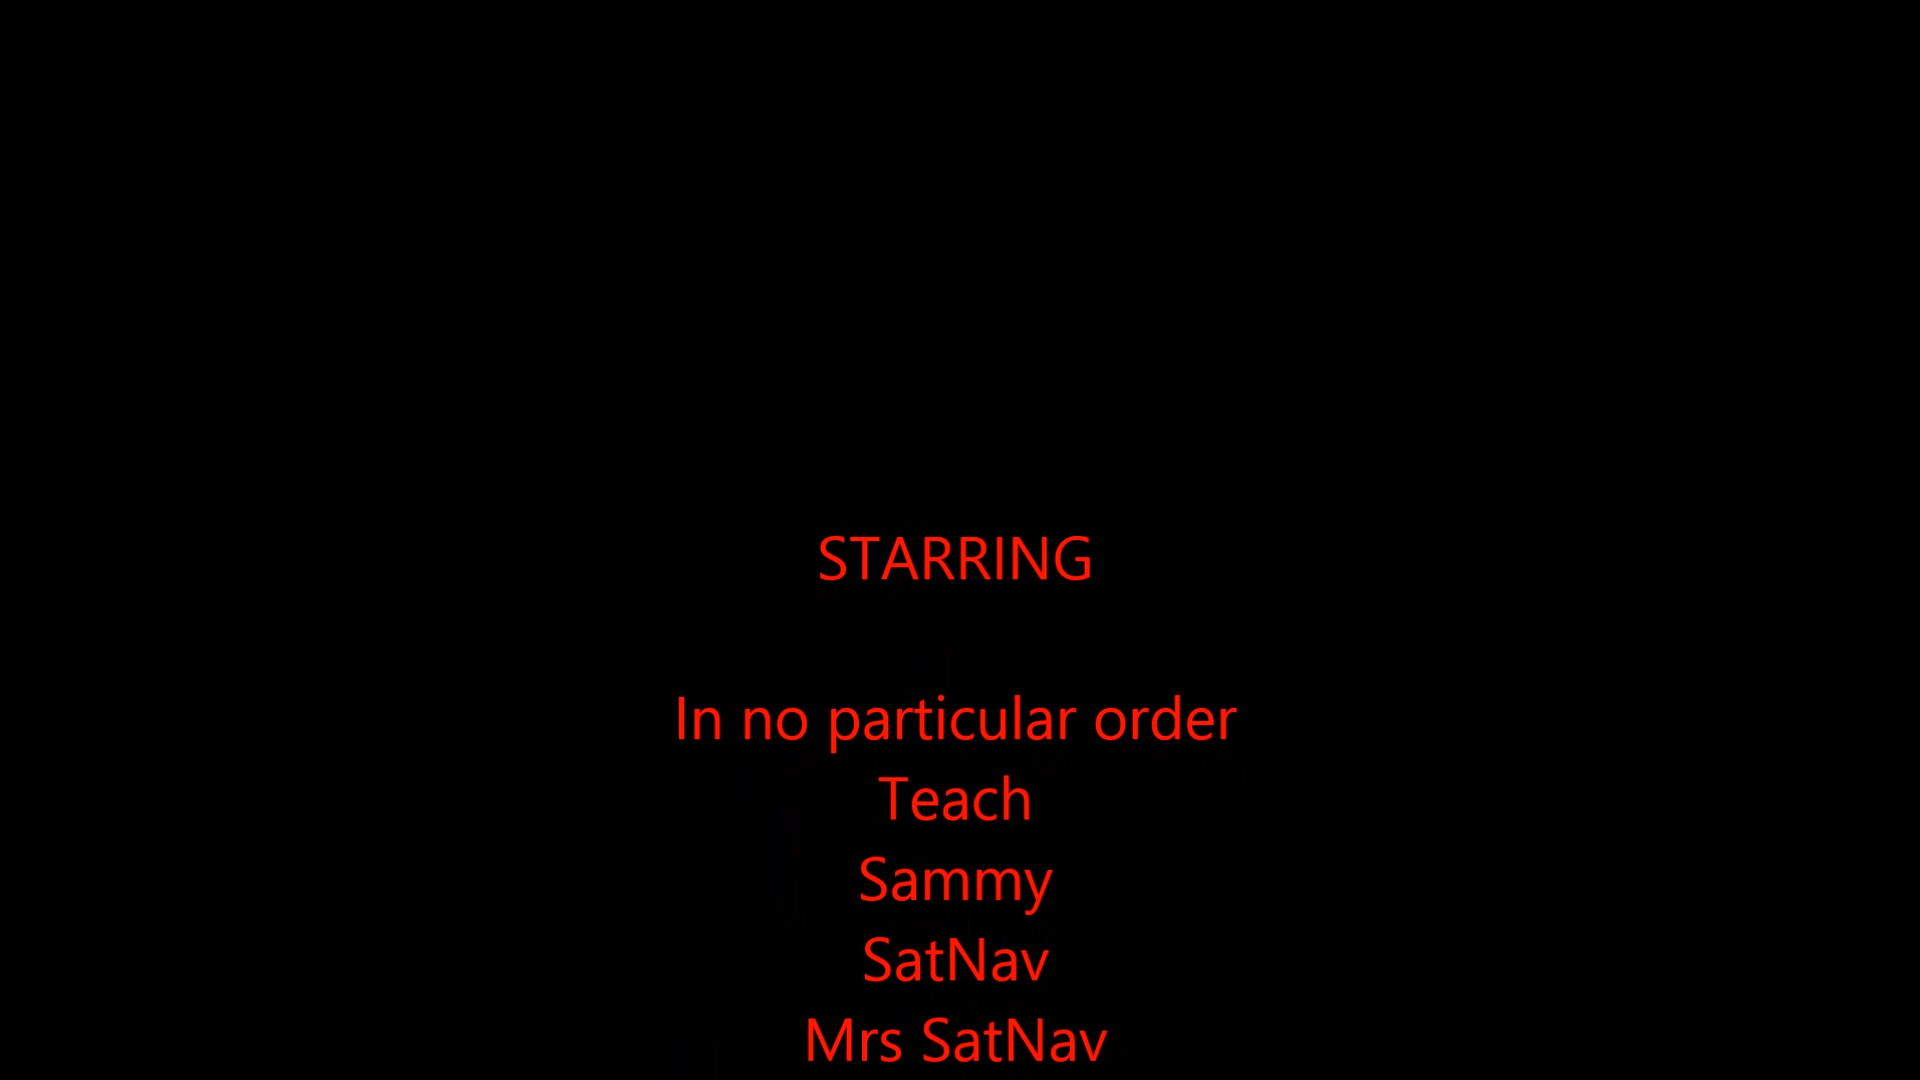 STARRING
In no particular order
Teach
Sammy
SatNav
Mrs SatNav